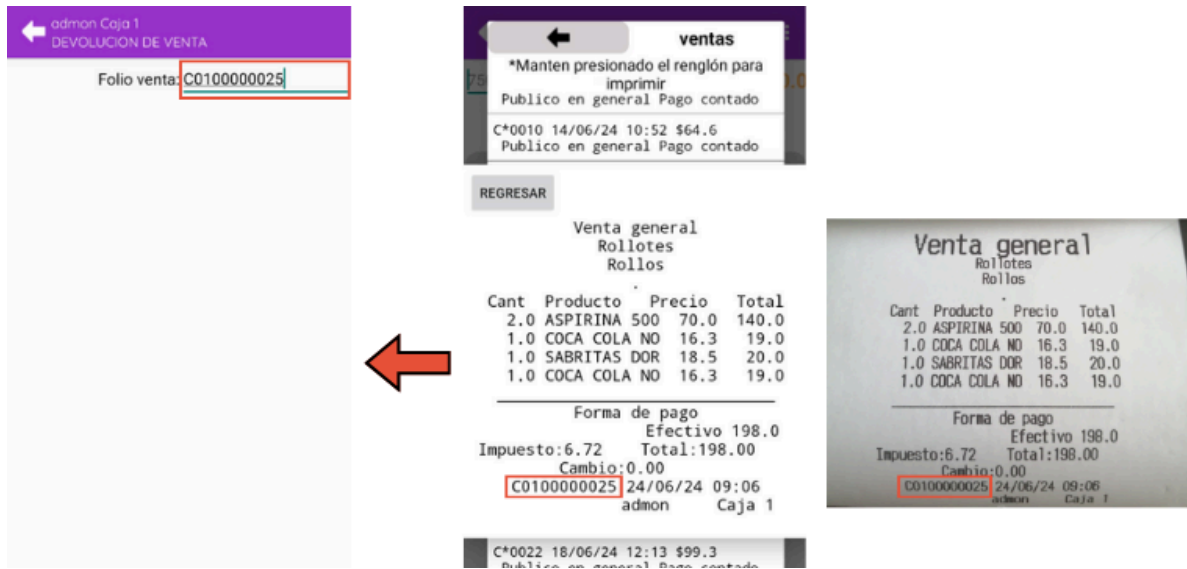 admon Caja 1
DEVOLUCION DE VENTA
Folio venta:C0100000025
ventas
*Manten presionado el renglón para
imprimir
Publico en general Pago contado
C*0010 14/06/24 10:52 $64.6
Publico en general Pago contado
REGRESAR
Venta general
Rollotes
Rollos
.
Cant Producto Precio Total
2.0 ASPIRINA 500 70.0 140.0
1.0 COCA COLA NO 16.3 19.0
1.0 SABRITAS DOR 18.5 20.0
1.0 COCA COLA NO 16.3 19.0
Forma de pago
Efectivo 198.0
Impuesto:6.72 Total:198.00
Cambio:0.00
C0100000025 24/06/24 09:06
admon Caja 1
C*0022 18/06/24 12:13 $99.3
Publico en general Pago contado
Venta general
Rollotes
Rollos
.
Cant Producto Precio Total
2.0 ASPIRINA 500 70.0 140.0
1.0 COCA COLA NO 16.3 19.0
1.0 SABRITAS DOR 18.5 20.0
1.0 COCA COLA NO 16.3 19.0
Forma de pago
Efectivo 198.0
Impuesto:6.72 Total:198.00
Cambio:0.00
C0100000025 24/06/24 09:06
admon Caja 1